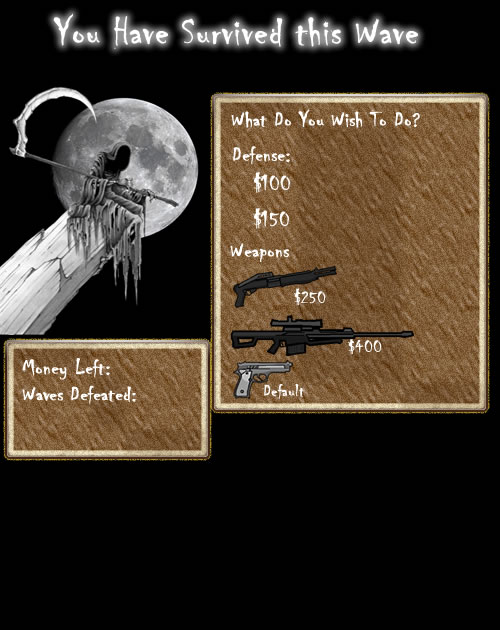 You Have Survived this Wave
What Do You Wish To Do?
Defense:
$100
$150
Weapons
$250
$400
Default
Money Left:
Waves Defeated: